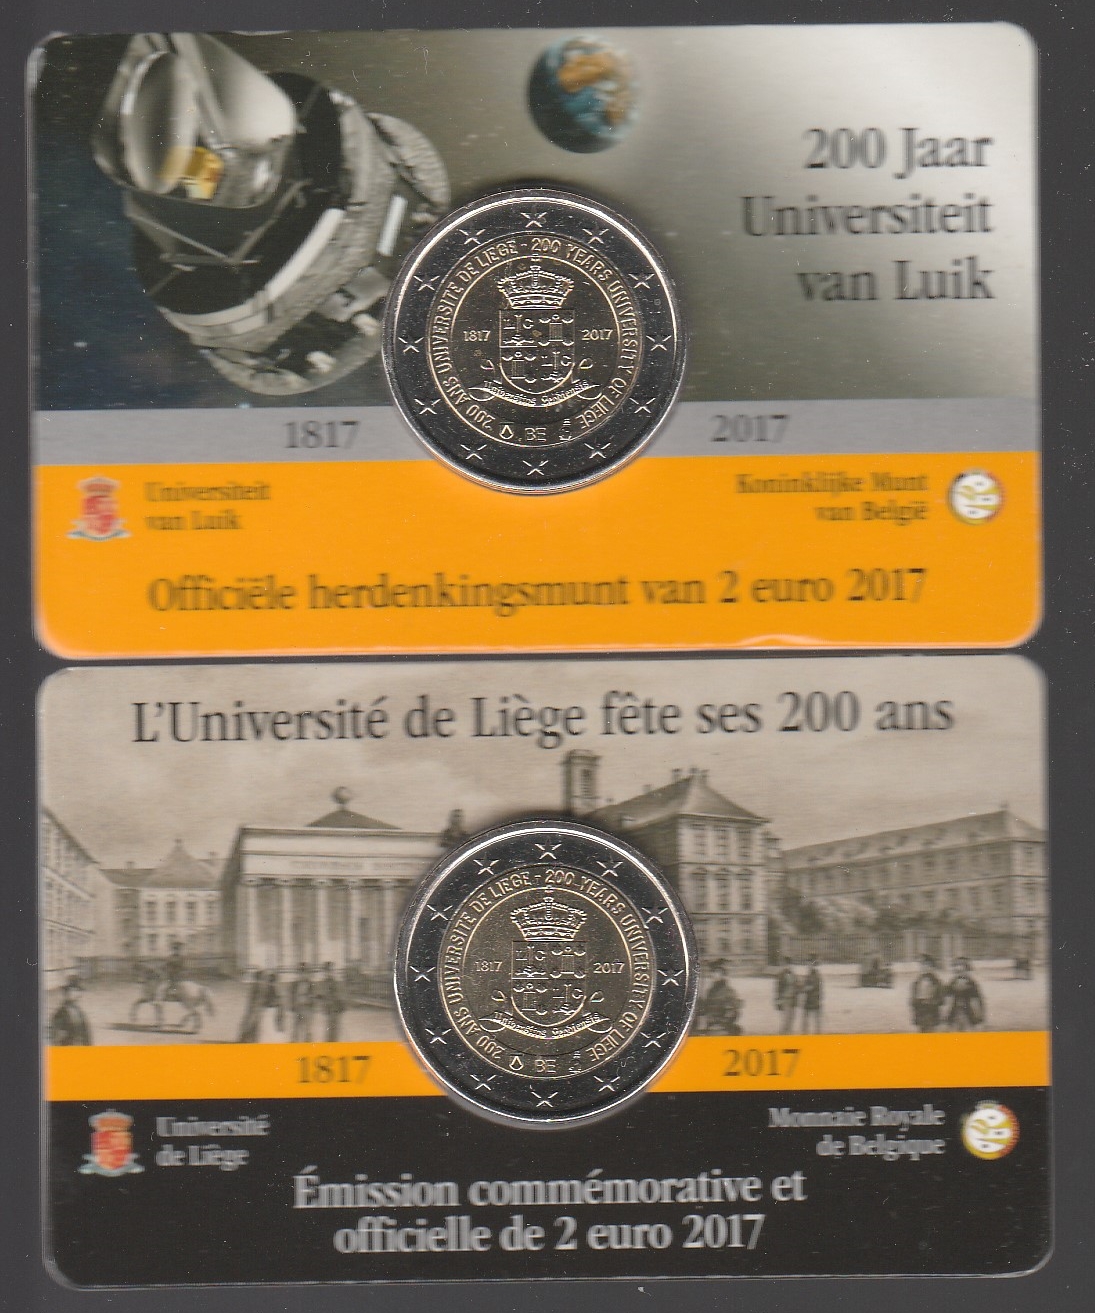 200 Jaar
Universiteit
van Luik
200 ANS UNIVERSITE DE LIEGE - 200 YEARS UNIVERSITY OF LIEGE
1817 2017
L G
L G
BE
1817 2017
Universiteit
van Luik
Koninklijke Munt
van België
Officiële herdenkingsmunt van 2 euro 2017
L'Université de Liège fête ses 200 ans
200 ANS UNIVERSITE DE LIEGE - 200 YEARS UNIVERSITY OF LIEGE
1817 2017
L G
L G
BE
1817 2017
Université
de Liège
Monnaie Royale
de Belgique
Émission commémorative et
officielle de 2 euro 2017